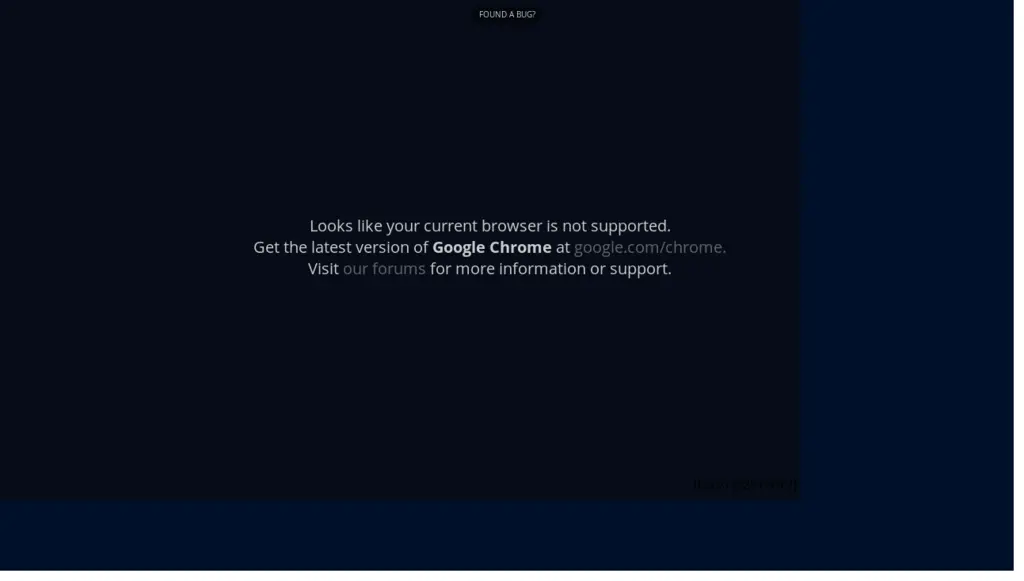 FOUND A BUG?
Looks like your current browser is not supported.
Get the latest version of Google Chrome at google.com/chrome.
Visit our forums for more information or support.